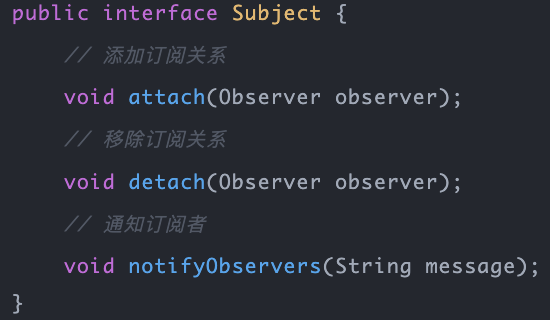 public interface Subject {
// 添加订阅关系
void attach(Observer observer);
// 移除订阅关系
void detach(Observer observer);
// 通知订阅者
void notifyObservers(String message);
}